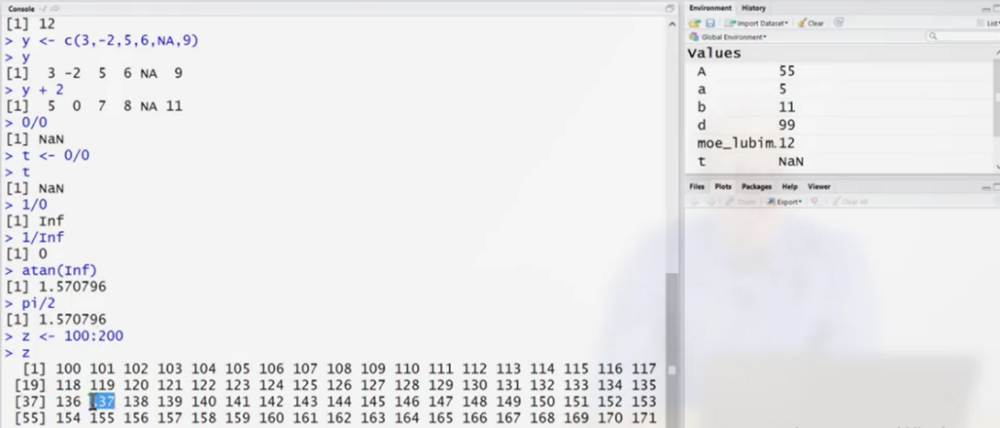 Console ~/
[1] 12
> y <- c(3,-2,5,6,NA,9)
> y
[1] 3 -2 5 6 NA 9
> y + 2
[1] 5 0 7 8 NA 11
> 0/0
[1] NaN
> t <- 0/0
> t
[1] NaN
> 1/0
[1] Inf
> 1/Inf
[1] 0
> atan(Inf)
[1] 1.570796
> pi/2
[1] 1.570796
> z <- 100:200
> z
[1] 100 101 102 103 104 105 106 107 108 109 110 111 112 113 114 115 116 117
[19] 118 119 120 121 122 123 124 125 126 127 128 129 130 131 132 133 134 135
[37] 136 137 138 139 140 141 142 143 144 145 146 147 148 149 150 151 152 153
[55] 154 155 156 157 158 159 160 161 162 163 164 165 166 167 168 169 170 171
Environment History
Import Dataset Clear List
Global Environment
Values
A 55
a 5
b 11
d 99
moe_lubim. 12
t NaN
Files Plots Packages Help Viewer
Zoom Export Clear All